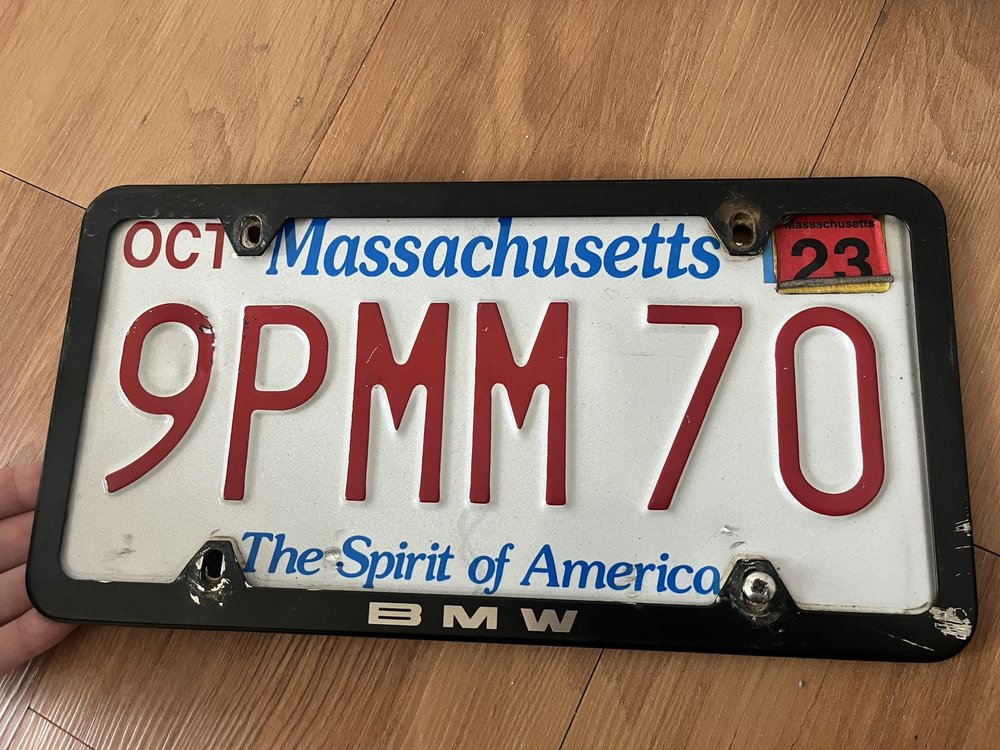 OCT Massachusetts
Massachusetts
23
9PMM 70
The Spirit of America
BMW